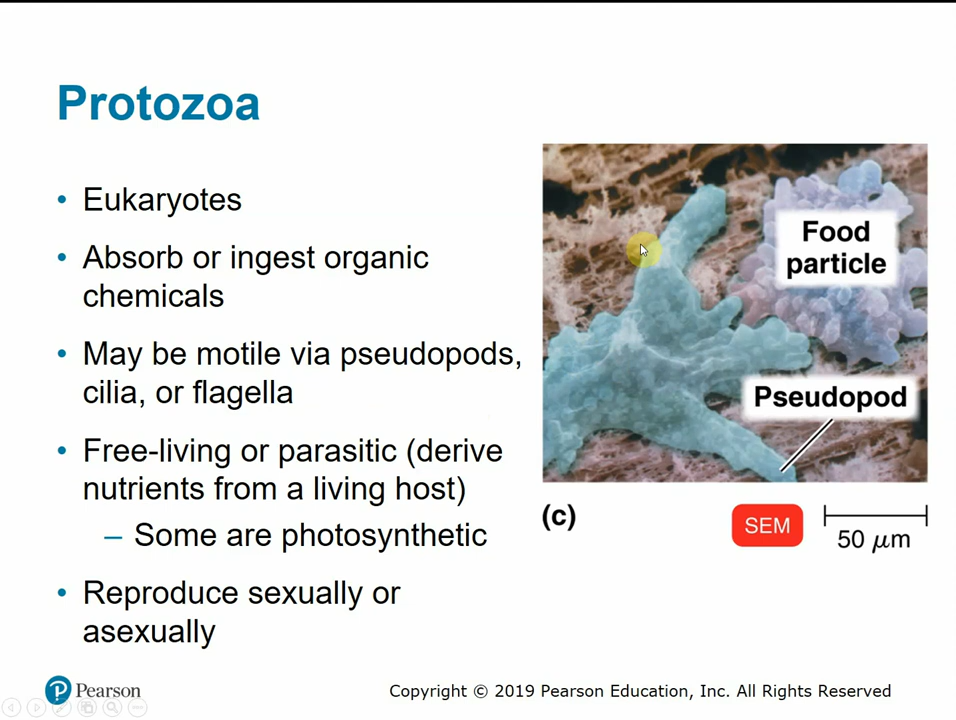 Protozoa
• Eukaryotes
• Absorb or ingest organic
chemicals
• May be motile via pseudopods,
cilia, or flagella
• Free-living or parasitic (derive
nutrients from a living host)
– Some are photosynthetic
• Reproduce sexually or
asexually
Food
particle
Pseudopod
(c)
SEM
50 μm
P Pearson
Copyright © 2019 Pearson Education, Inc. All Rights Reserved